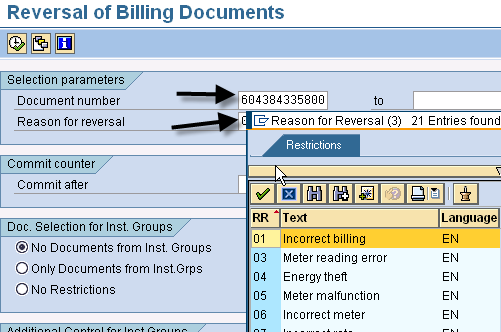 Reversal of Billing Documents
Selection parameters
Document number 604384335800 to
Reason for reversal
Reason for Reversal (3) 21 Entries found
Restrictions
Commit counter
Commit after
RR Text Language
Doc. Selection for Inst. Groups
01 Incorrect billing EN
No Documents from Inst. Groups
03 Meter reading error EN
Only Documents from Inst.Grps
04 Energy theft EN
No Restrictions
05 Meter malfunction EN
06 Incorrect meter EN
Additional Control for Inst Groups
07 Incorrect rate EN